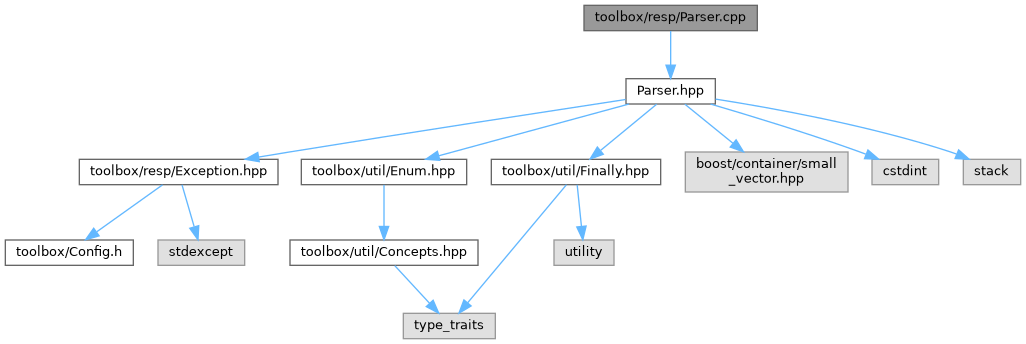 toolbox/resp/Parser.cpp
Parser.hpp
toolbox/resp/Exception.hpp
toolbox/util/Enum.hpp
toolbox/util/Finally.hpp
boost/container/small
_vector.hpp
cstdint
stack
toolbox/Config.h
stdexcept
toolbox/util/Concepts.hpp
utility
type_traits